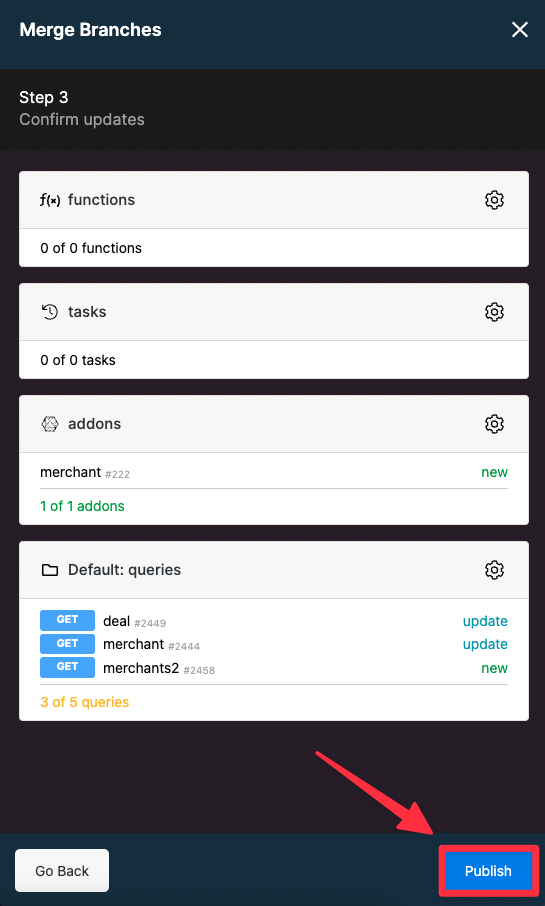 Merge Branches
Step 3
Confirm updates
f(x) functions
0 of 0 functions
tasks
0 of 0 tasks
addons
merchant #222 new
1 of 1 addons
Default: queries
GET deal #2449 update
GET merchant #2444 update
GET merchants2 #2458 new
3 of 5 queries
Go Back Publish